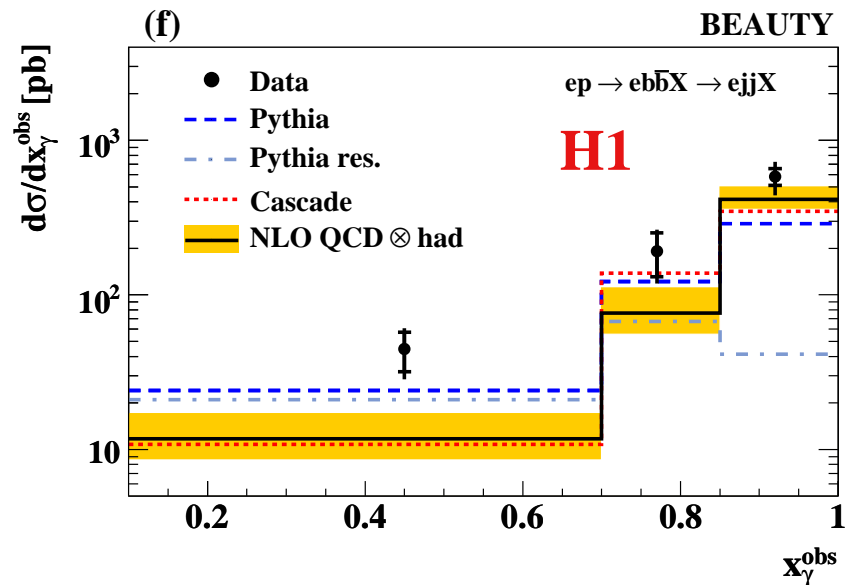 (f) BEAUTY
dσ/dx_γ^obs [pb]
Data
ep → ebb̅X → ejjX
Pythia
Pythia res.
H1
Cascade
NLO QCD ⊗ had
10³
10²
10
0.2 0.4 0.6 0.8 1
x_γ^obs